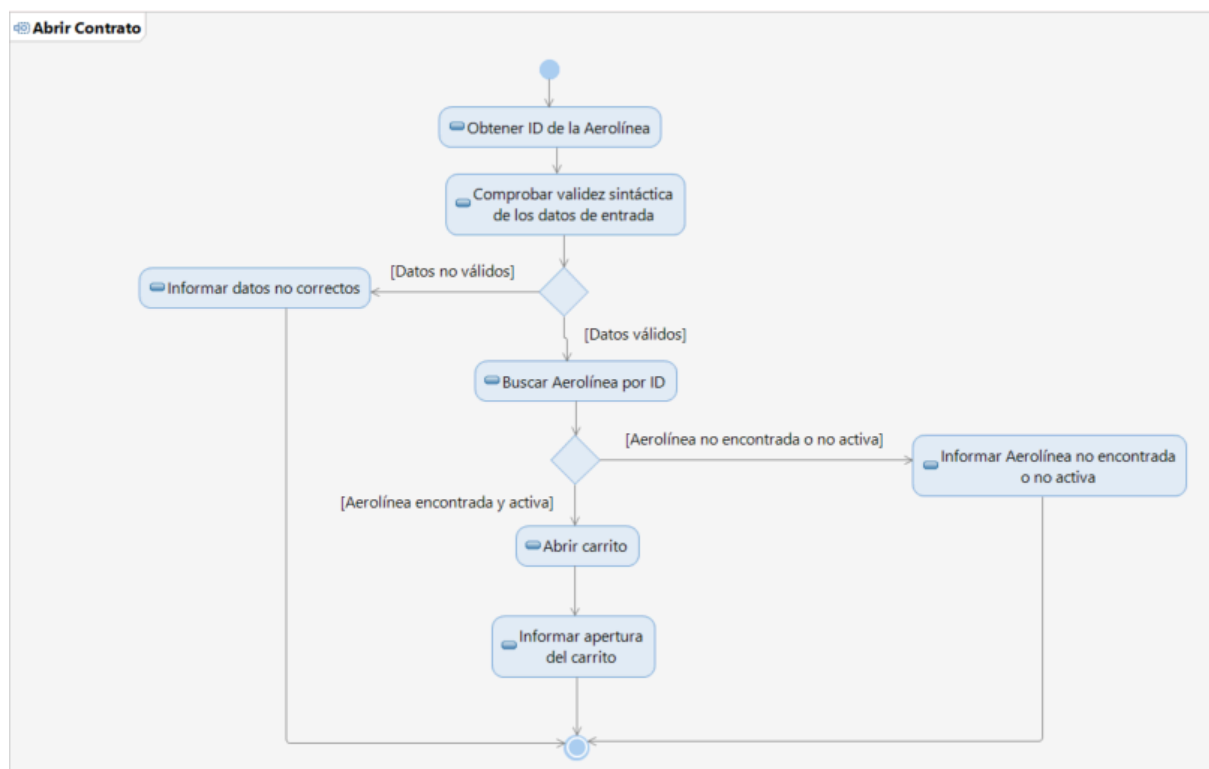 Abrir Contrato
Obtener ID de la Aerolínea
Comprobar validez sintáctica
de los datos de entrada
[Datos no válidos]
Informar datos no correctos
[Datos válidos]
Buscar Aerolínea por ID
[Aerolínea no encontrada o no activa]
Informar Aerolínea no encontrada
o no activa
[Aerolínea encontrada y activa]
Abrir carrito
Informar apertura
del carrito